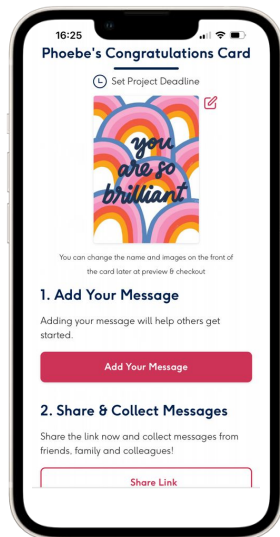 16:25
Phoebe's Congratulations Card
Set Project Deadline
you
are so
brilliant
You can change the name and images on the front of
the card later at preview & checkout
1. Add Your Message
Adding your message will help others get
started.
Add Your Message
2. Share & Collect Messages
Share the link now and collect messages from
friends, family and colleagues!
Share Link